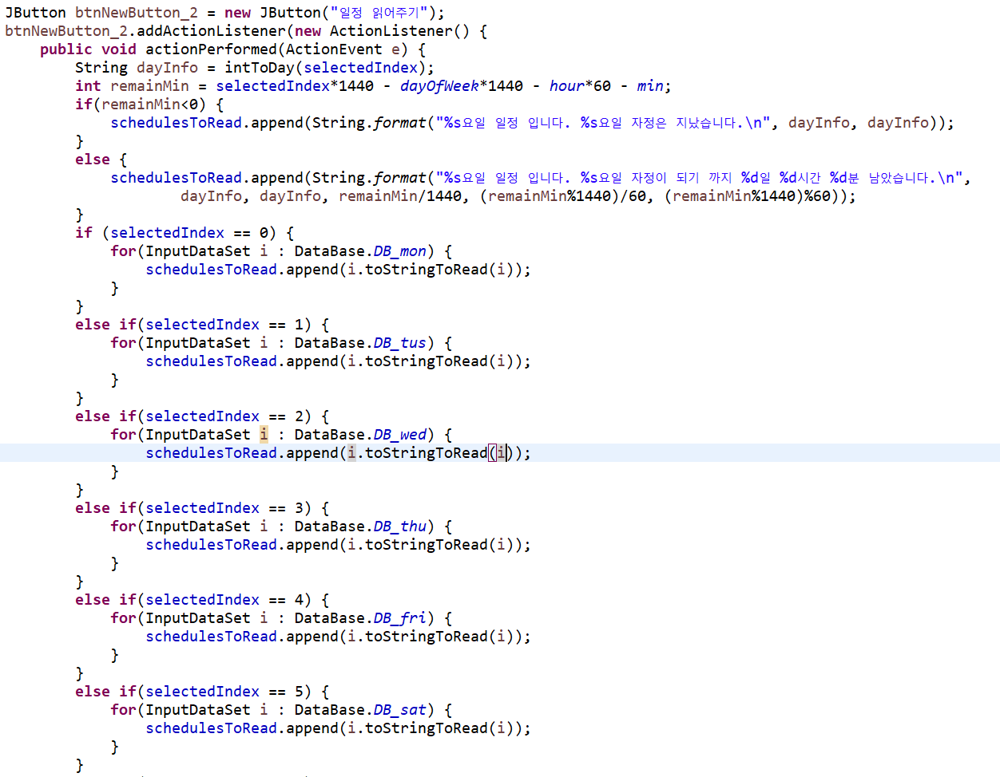 JButton btnNewButton_2 = new JButton("일정 읽어주기");
btnNewButton_2.addActionListener(new ActionListener() {
    public void actionPerformed(ActionEvent e) {
        String dayInfo = intToDay(selectedIndex);
        int remainMin = selectedIndex*1440 - dayOfWeek*1440 - hour*60 - min;
        if(remainMin<0) {
            schedulesToRead.append(String.format("%s요일 일정 입니다. %s요일 자정은 지났습니다.\n", dayInfo, dayInfo));
        }
        else {
            schedulesToRead.append(String.format("%s요일 일정 입니다. %s요일 자정이 되기 까지 %d일 %d시간 %d분 남았습니다.\n",
                    dayInfo, dayInfo, remainMin/1440, (remainMin%1440)/60, (remainMin%1440)%60));
        }
        if (selectedIndex == 0) {
            for(InputDataSet i : DataBase.DB_mon) {
                schedulesToRead.append(i.toStringToRead(i));
            }
        }
        else if(selectedIndex == 1) {
            for(InputDataSet i : DataBase.DB_tus) {
                schedulesToRead.append(i.toStringToRead(i));
            }
        }
        else if(selectedIndex == 2) {
            for(InputDataSet i : DataBase.DB_wed) {
                schedulesToRead.append(i.toStringToRead(i));
            }
        }
        else if(selectedIndex == 3) {
            for(InputDataSet i : DataBase.DB_thu) {
                schedulesToRead.append(i.toStringToRead(i));
            }
        }
        else if(selectedIndex == 4) {
            for(InputDataSet i : DataBase.DB_fri) {
                schedulesToRead.append(i.toStringToRead(i));
            }
        }
        else if(selectedIndex == 5) {
            for(InputDataSet i : DataBase.DB_sat) {
                schedulesToRead.append(i.toStringToRead(i));
            }
        }